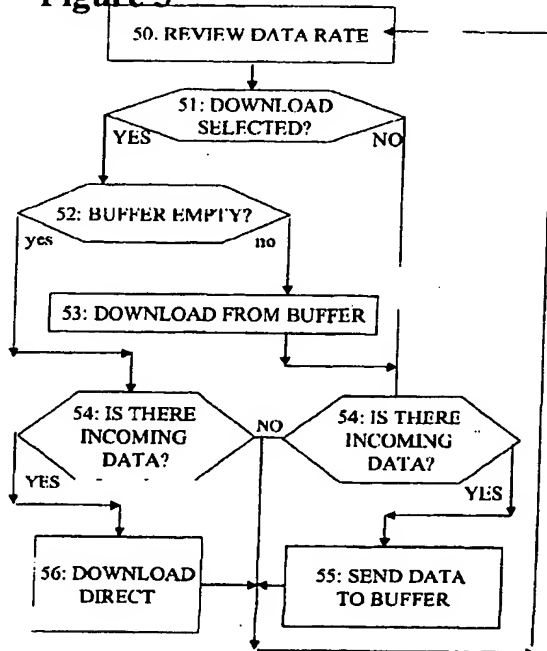 Figure
50. REVIEW DATA RATE
51: DOWNLOAD
SELECTED?
YES
NO
52: BUFFER EMPTY?
yes
no
53: DOWNLOAD FROM BUFFER
54: IS THERE
INCOMING
DATA?
NO
54: IS THERE
INCOMING
DATA?
YES
YES
56: DOWNLOAD
DIRECT
55: SEND DATA
TO BUFFER